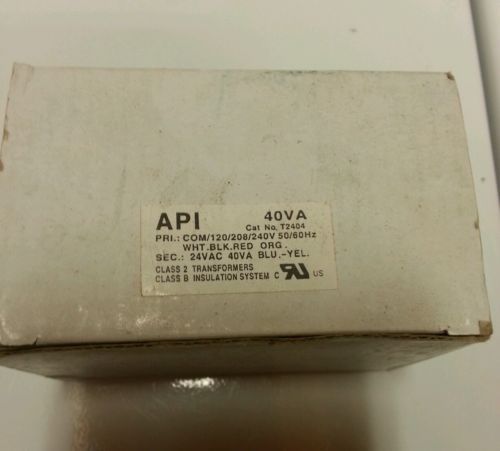 API 40VA
Cat No. T2404
PRI.: COM/120/208/240V 50/60Hz
WHT.BLK.RED ORG.
SEC.: 24VAC 40VA BLU.-YEL.
CLASS 2 TRANSFORMERS
CLASS B INSULATION SYSTEM C RU US